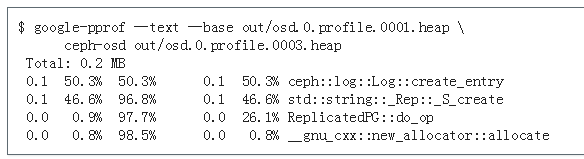 $ google-pprof --text --base out/osd.0.profile.0001.heap \
ceph-osd out/osd.0.profile.0003.heap
Total: 0.2 MB
0.1 50.3% 50.3% 0.1 50.3% ceph::log::Log::create_entry
0.1 46.6% 96.8% 0.1 46.6% std::string::_Rep::_S_create
0.0 0.9% 97.7% 0.0 26.1% ReplicatedPG::do_op
0.0 0.8% 98.5% 0.0 0.8% __gnu_cxx::new_allocator::allocate